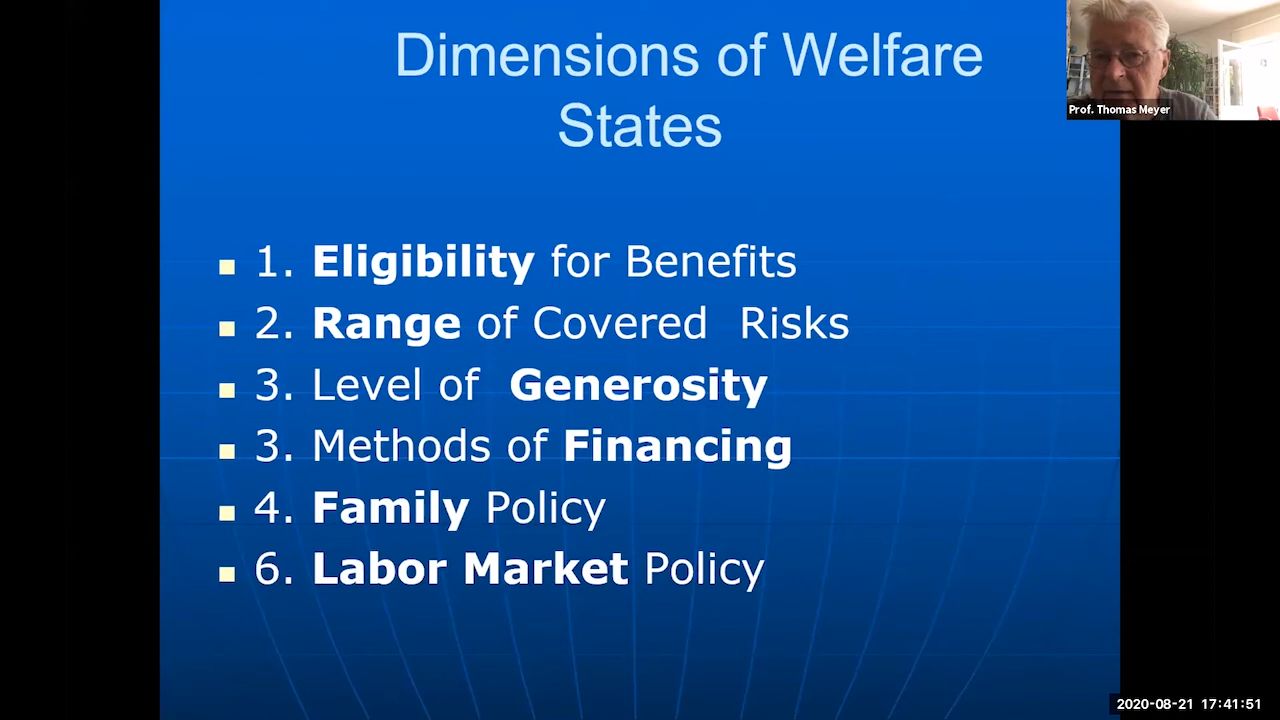 Dimensions of Welfare
States
1. Eligibility for Benefits
2. Range of Covered Risks
3. Level of Generosity
3. Methods of Financing
4. Family Policy
6. Labor Market Policy
Prof. Thomas Meyer
2020-08-21 17:41:51